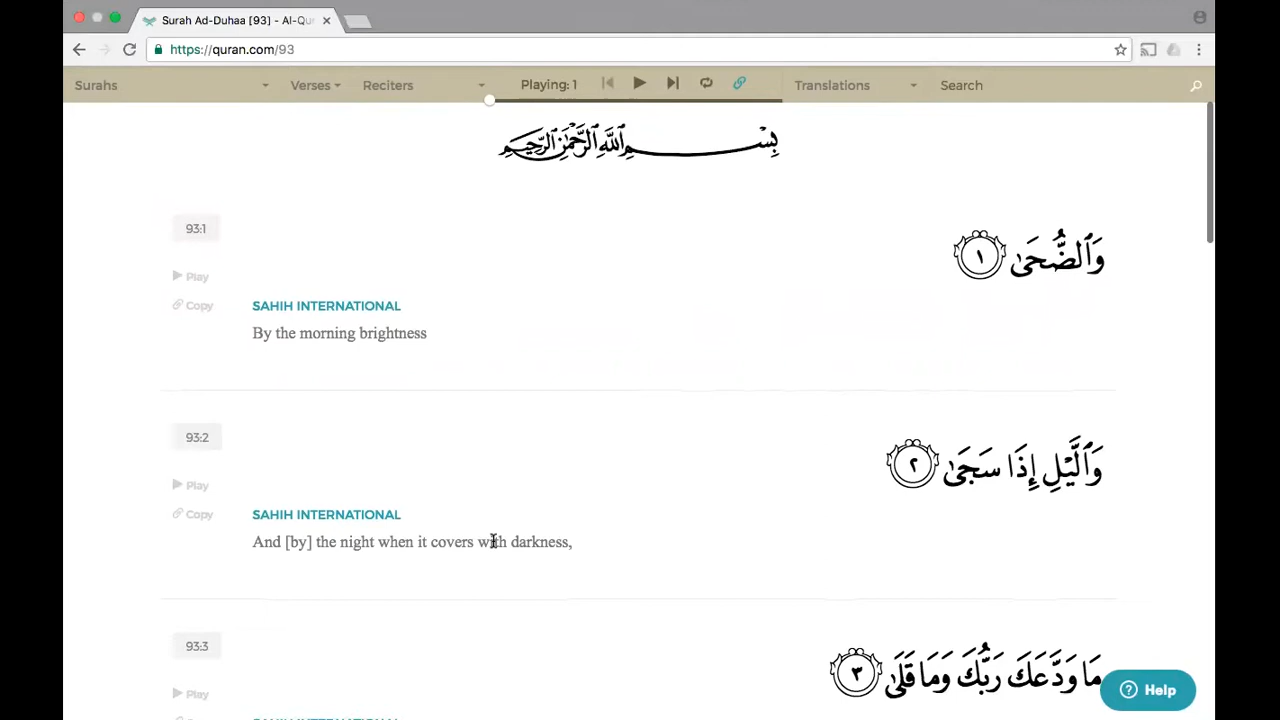 Surah Ad-Duhaa [93] - Al-Qu
https://quran.com/93
Surahs Verses Reciters Playing: 1 Translations Search
بِسْمِ ٱللَّهِ ٱلرَّحْمَٰنِ ٱلرَّحِيمِ
93:1
وَٱلضُّحَىٰ ١
Play
Copy
SAHIH INTERNATIONAL
By the morning brightness
93:2
وَٱلَّيْلِ إِذَا سَجَىٰ ٢
Play
Copy
SAHIH INTERNATIONAL
And [by] the night when it covers with darkness,
93:3
مَا وَدَّعَكَ رَبُّكَ وَمَا قَلَىٰ ٣
Play
Help